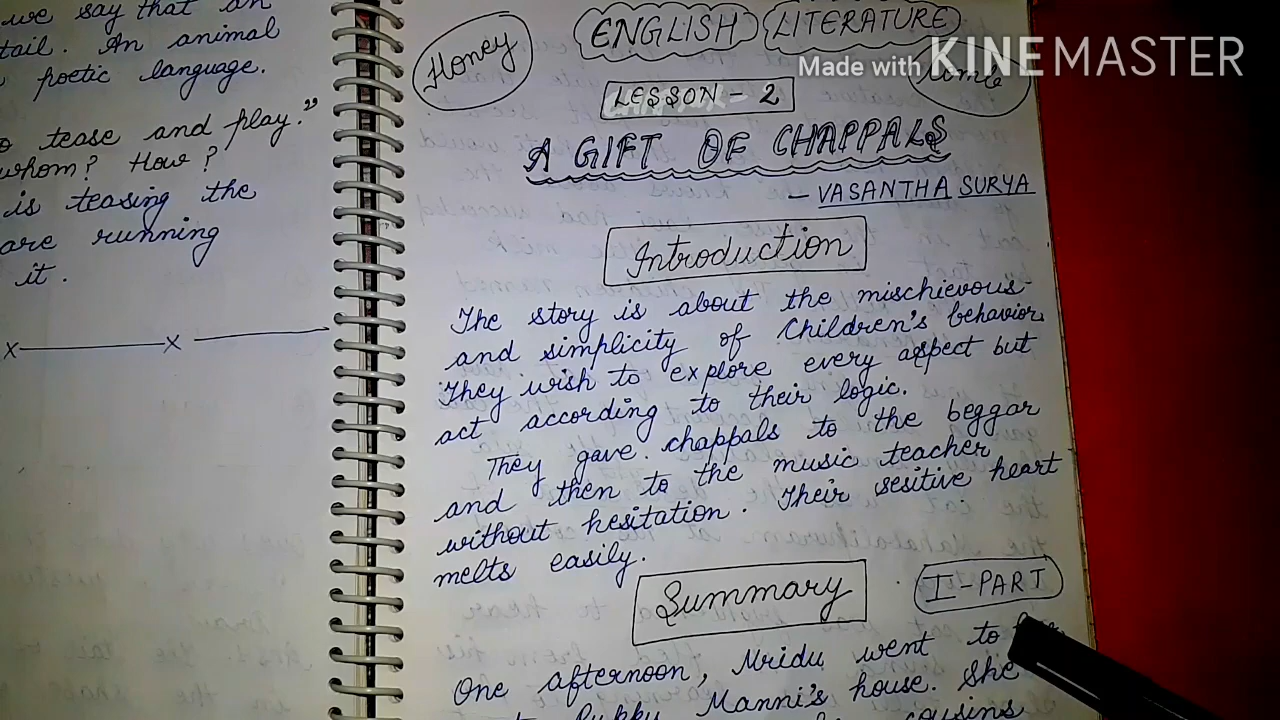 we say that an
tail. An animal
poetic language.
tease and play."
whom? How?
is teasing the
are running
it.
Honey
ENGLISH LITERATURE
Made with KINEMASTER
LESSON - 2
A GIFT OF CHAPPALS
- VASANTHA SURYA
Introduction
The story is about the mischievous-
and simplicity of Children's behavior
They wish to explore every aspect but
act according to their logic.
They gave chappals to the beggar
and then to the music teacher
without hesitation. Their sesitive heart
melts easily.
Summary
I-PART
One afternoon, Mridu went to
Manni's house. She
cousins